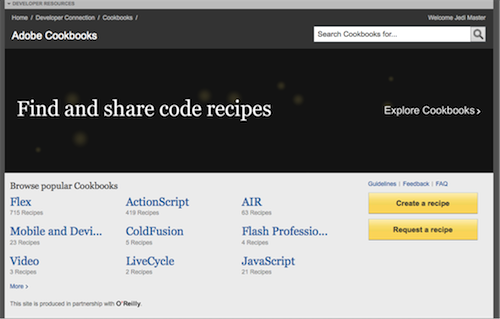 DEVELOPER RESOURCES
Home / Developer Connection / Cookbooks /
Welcome Jedi Master
Adobe Cookbooks
Search Cookbooks for...
Find and share code recipes
Explore Cookbooks ›
Browse popular Cookbooks
Guidelines | Feedback | FAQ
Flex
ActionScript
AIR
715 Recipes
419 Recipes
63 Recipes
Create a recipe
Mobile and Devi...
ColdFusion
Flash Professio...
23 Recipes
5 Recipes
4 Recipes
Request a recipe
Video
LiveCycle
JavaScript
3 Recipes
2 Recipes
21 Recipes
More ›
This site is produced in partnership with O'Reilly.